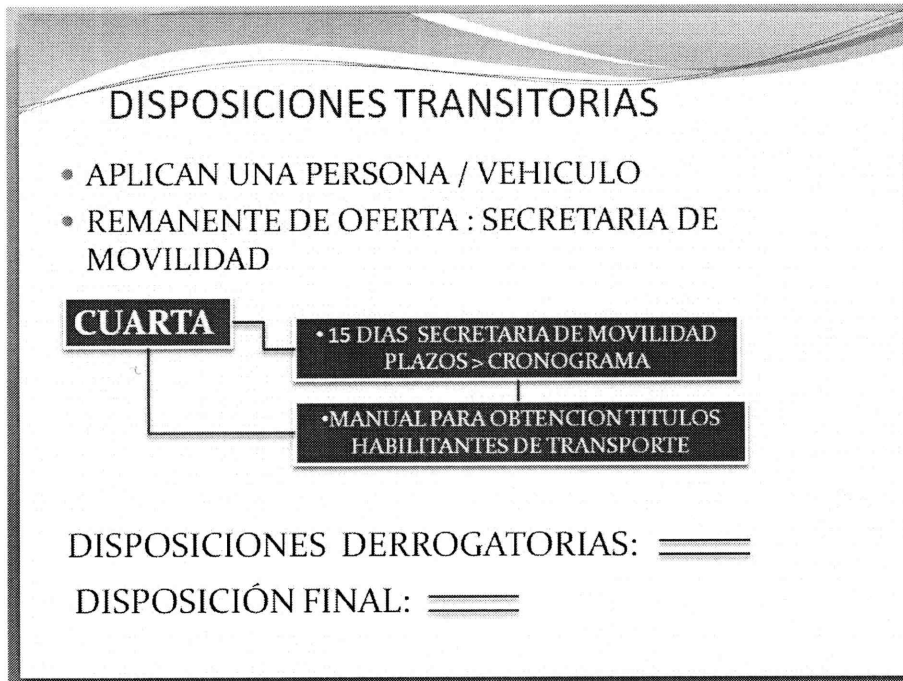 DISPOSICIONES TRANSITORIAS
• APLICAN UNA PERSONA / VEHICULO
• REMANENTE DE OFERTA : SECRETARIA DE
MOVILIDAD
CUARTA
• 15 DIAS SECRETARIA DE MOVILIDAD
PLAZOS > CRONOGRAMA
•MANUAL PARA OBTENCION TITULOS
HABILITANTES DE TRANSPORTE
DISPOSICIONES DERROGATORIAS:
DISPOSICIÓN FINAL: